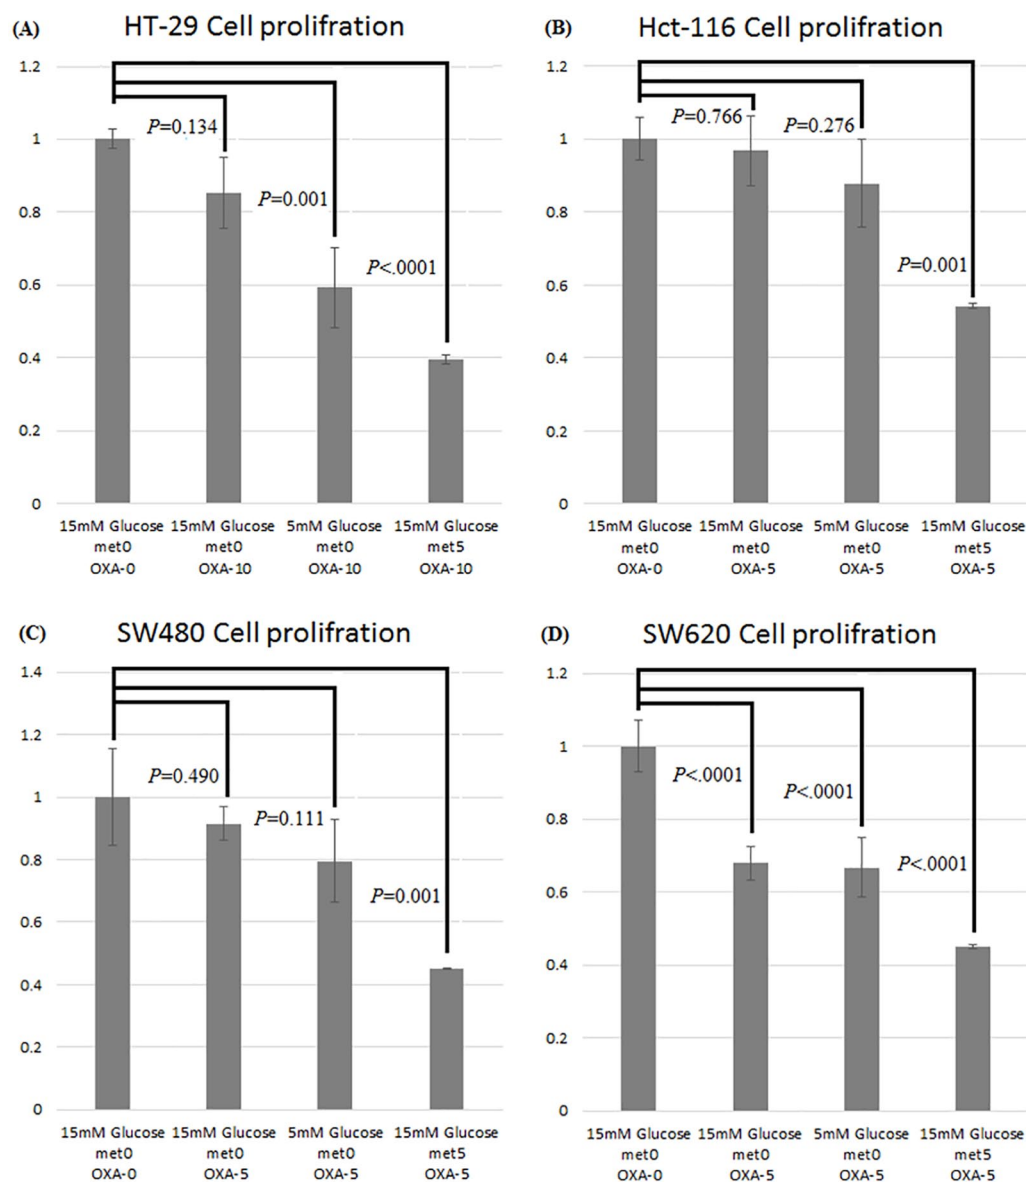 (A) HT-29 Cell prolifration
1.2
1
0.8
0.6
0.4
0.2
0
P=0.134
P=0.001
P<.0001
15mM Glucose 15mM Glucose 5mM Glucose 15mM Glucose
met0 met0 met0 met5
OXA-0 OXA-10 OXA-10 OXA-10
(B) Hct-116 Cell prolifration
1.2
1
0.8
0.6
0.4
0.2
0
P=0.766
P=0.276
P=0.001
15mM Glucose 15mM Glucose 5mM Glucose 15mM Glucose
met0 met0 met0 met5
OXA-0 OXA-5 OXA-5 OXA-5
(C) SW480 Cell prolifration
1.4
1.2
1
0.8
0.6
0.4
0.2
0
P=0.490
P=0.111
P=0.001
15mM Glucose 15mM Glucose 5mM Glucose 15mM Glucose
met0 met0 met0 met5
OXA-0 OXA-5 OXA-5 OXA-5
(D) SW620 Cell prolifration
1.2
1
0.8
0.6
0.4
0.2
0
P<.0001
P<.0001
P<.0001
15mM Glucose 15mM Glucose 5mM Glucose 15mM Glucose
met0 met0 met0 met5
OXA-0 OXA-5 OXA-5 OXA-5